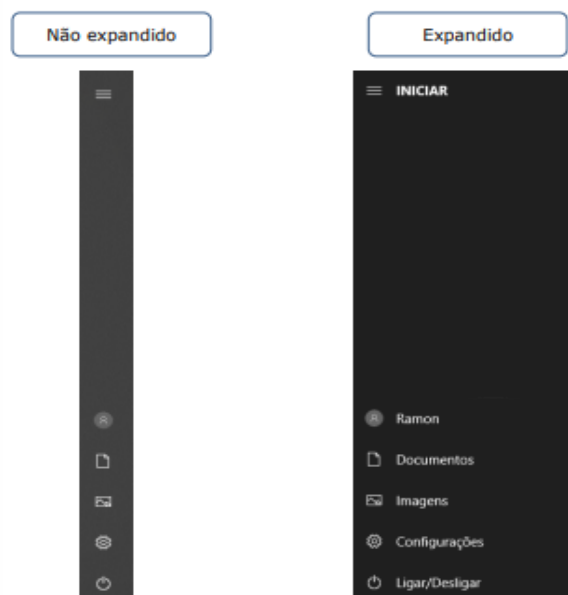 Não expandido
Expandido
INICIAR
Ramon
Documentos
Imagens
Configurações
Ligar/Desligar